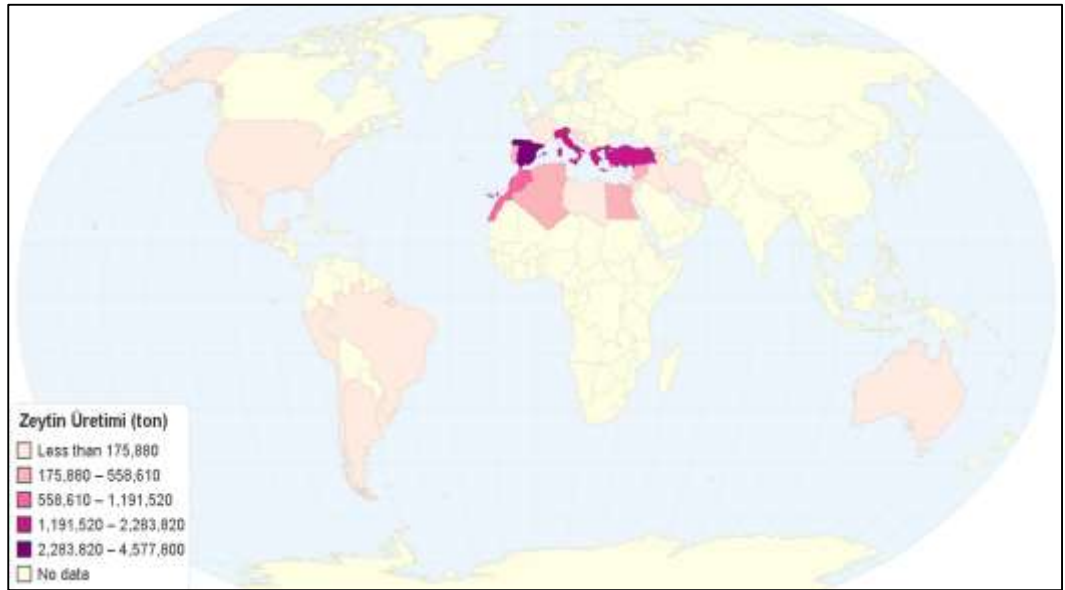 Zeytin Üretimi (ton)
Less than 175,880
175,880 – 558,610
558,610 – 1,191,520
1,191,520 – 2,283,820
2,283,820 – 4,577,800
No data